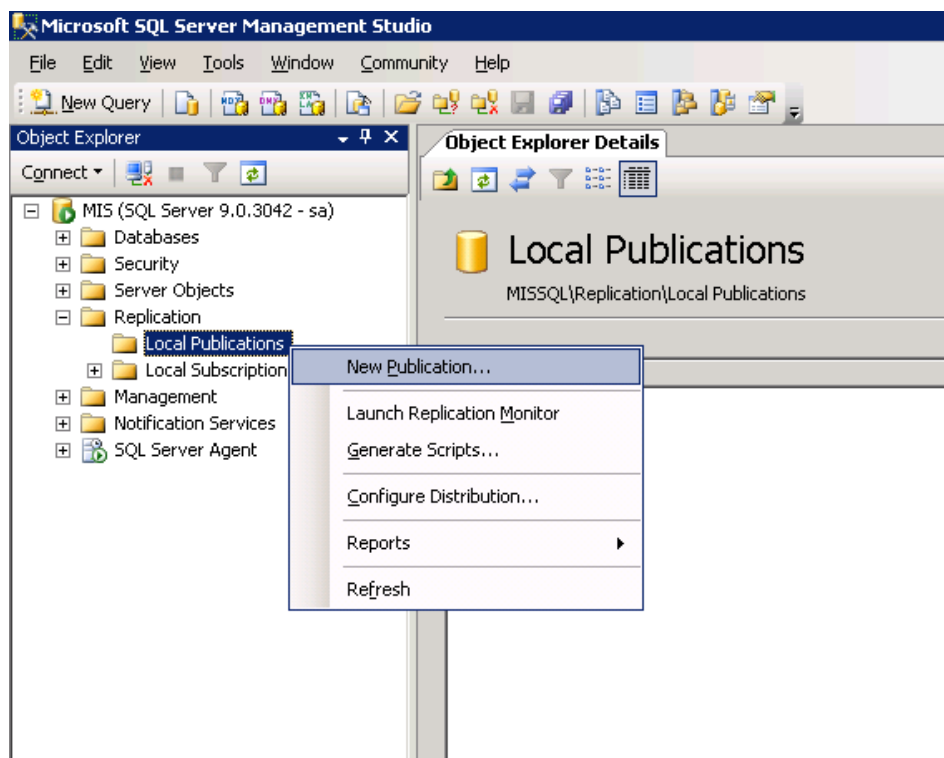 Microsoft SQL Server Management Studio
File Edit View Tools Window Community Help
New Query
Object Explorer
Object Explorer Details
Connect
MIS (SQL Server 9.0.3042 - sa)
Databases
Security
Server Objects
Replication
Local Publications
Local Subscription
Management
Notification Services
SQL Server Agent
Local Publications
MISSQL\Replication\Local Publications
New Publication...
Launch Replication Monitor
Generate Scripts...
Configure Distribution...
Reports
Refresh